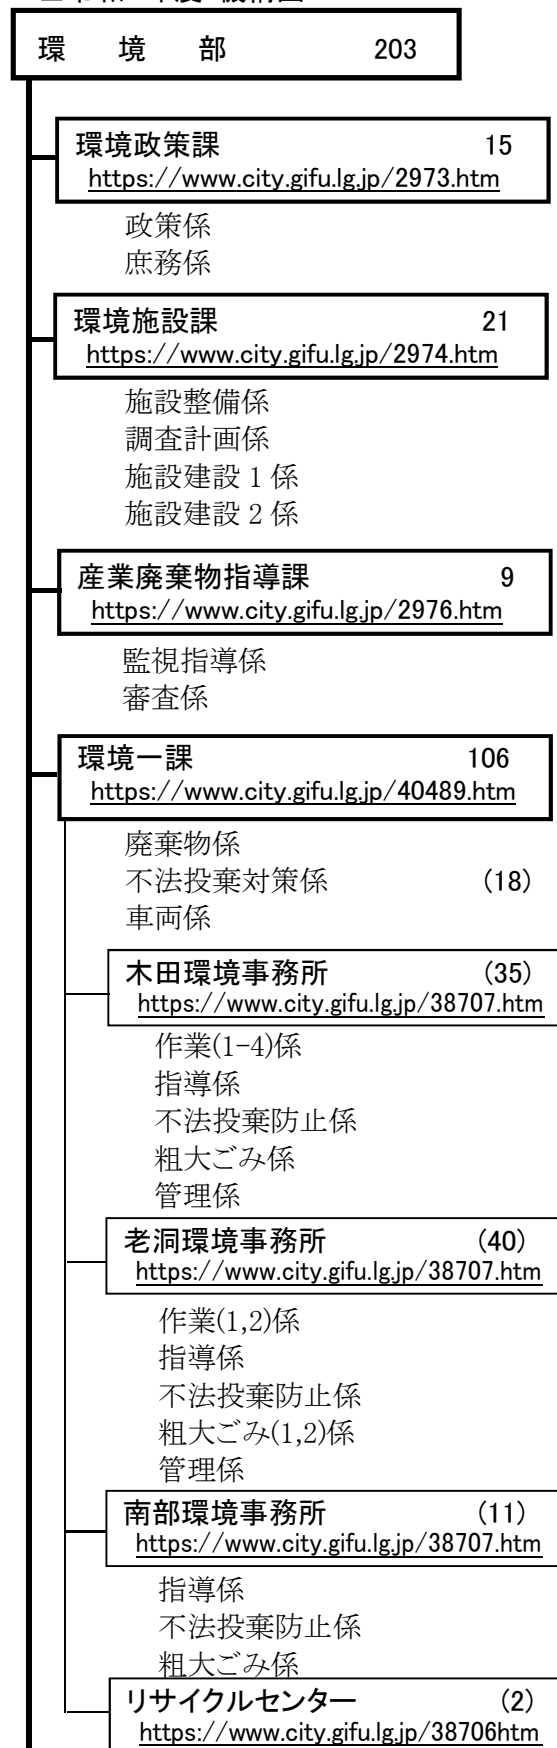 環 境 部 203
環境政策課 15
https://www.city.gifu.lg.jp/2973.htm
政策係
庶務係
環境施設課 21
https://www.city.gifu.lg.jp/2974.htm
施設整備係
調査計画係
施設建設1係
施設建設2係
産業廃棄物指導課 9
https://www.city.gifu.lg.jp/2976.htm
監視指導係
審査係
環境一課 106
https://www.city.gifu.lg.jp/40489.htm
廃棄物係
不法投棄対策係 (18)
車両係
木田環境事務所 (35)
https://www.city.gifu.lg.jp/38707.htm
作業(1-4)係
指導係
不法投棄防止係
粗大ごみ係
管理係
老洞環境事務所 (40)
https://www.city.gifu.lg.jp/38707.htm
作業(1,2)係
指導係
不法投棄防止係
粗大ごみ(1,2)係
管理係
南部環境事務所 (11)
https://www.city.gifu.lg.jp/38707.htm
指導係
不法投棄防止係
粗大ごみ係
リサイクルセンター (2)
https://www.city.gifu.lg.jp/38706htm